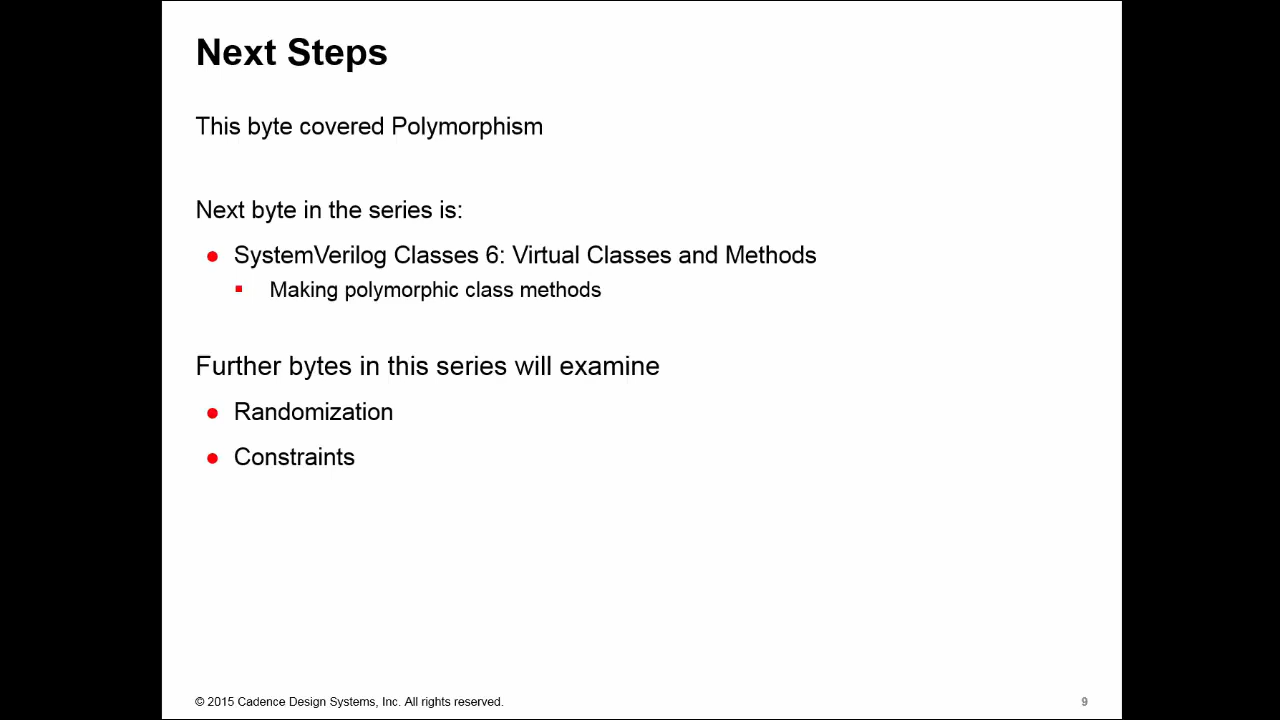 Next Steps
This byte covered Polymorphism
Next byte in the series is:
SystemVerilog Classes 6: Virtual Classes and Methods
Making polymorphic class methods
Further bytes in this series will examine
Randomization
Constraints
© 2015 Cadence Design Systems, Inc. All rights reserved.
9